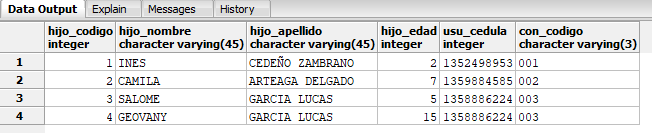 Data Output Explain Messages History
hijo_codigo hijo_nombre hijo_apellido hijo_edad usu_cedula con_codigo
integer character varying(45) character varying(45) integer integer character varying(3)
1 1 INES CEDEÑO ZAMBRANO 2 1352498953 001
2 2 CAMILA ARTEAGA DELGADO 7 1359884585 002
3 3 SALOME GARCIA LUCAS 5 1358886224 003
4 4 GEOVANY GARCIA LUCAS 15 1358886224 003